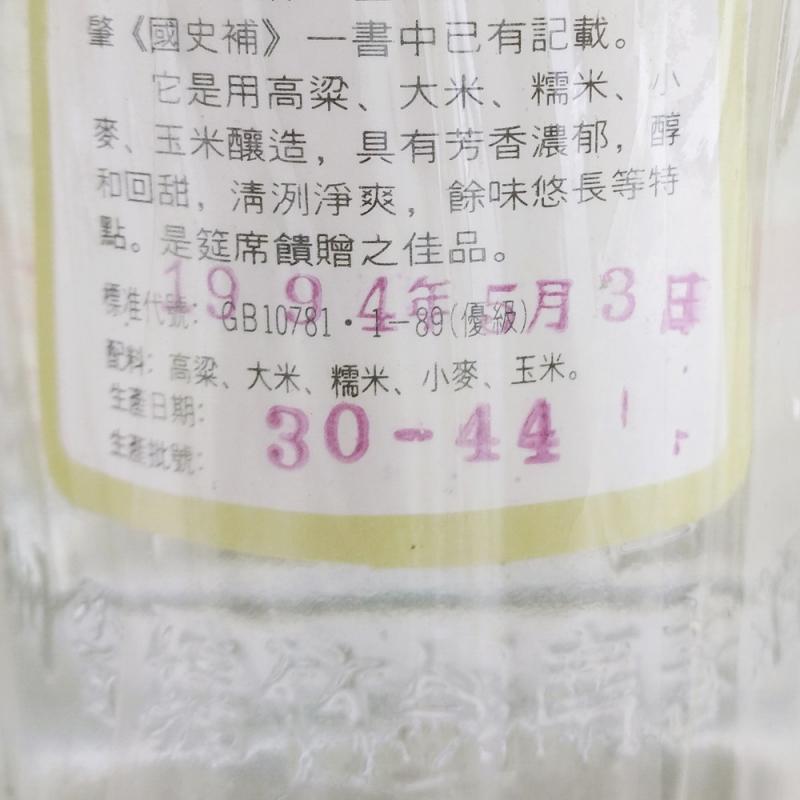 肇《國史補》一書中已有記載。
它是用高粱、大米、糯米、小
麥、玉米釀造，具有芳香濃郁，醇
和回甜，清洌淨爽，餘味悠長等特
點。是筵席饋贈之佳品。
1994年5月3日
標准代號：GB10781·1-89(優級)
配料：高粱、大米、糯米、小麥、玉米。
生產日期：
30-44
生產批號：